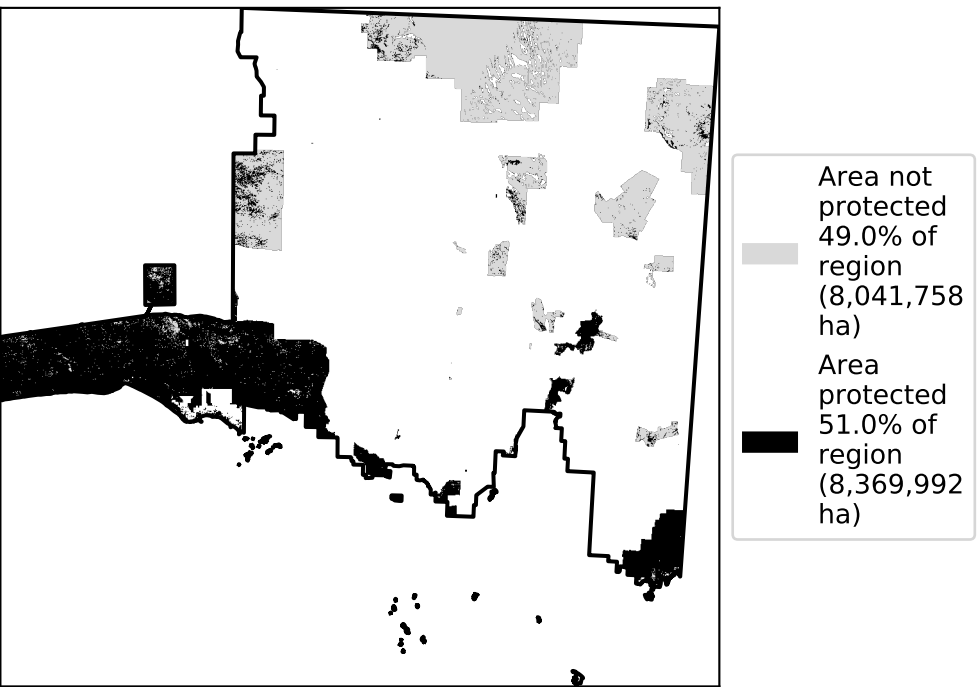 Area not
protected
49.0% of
region
(8,041,758
ha)
Area
protected
51.0% of
region
(8,369,992
ha)